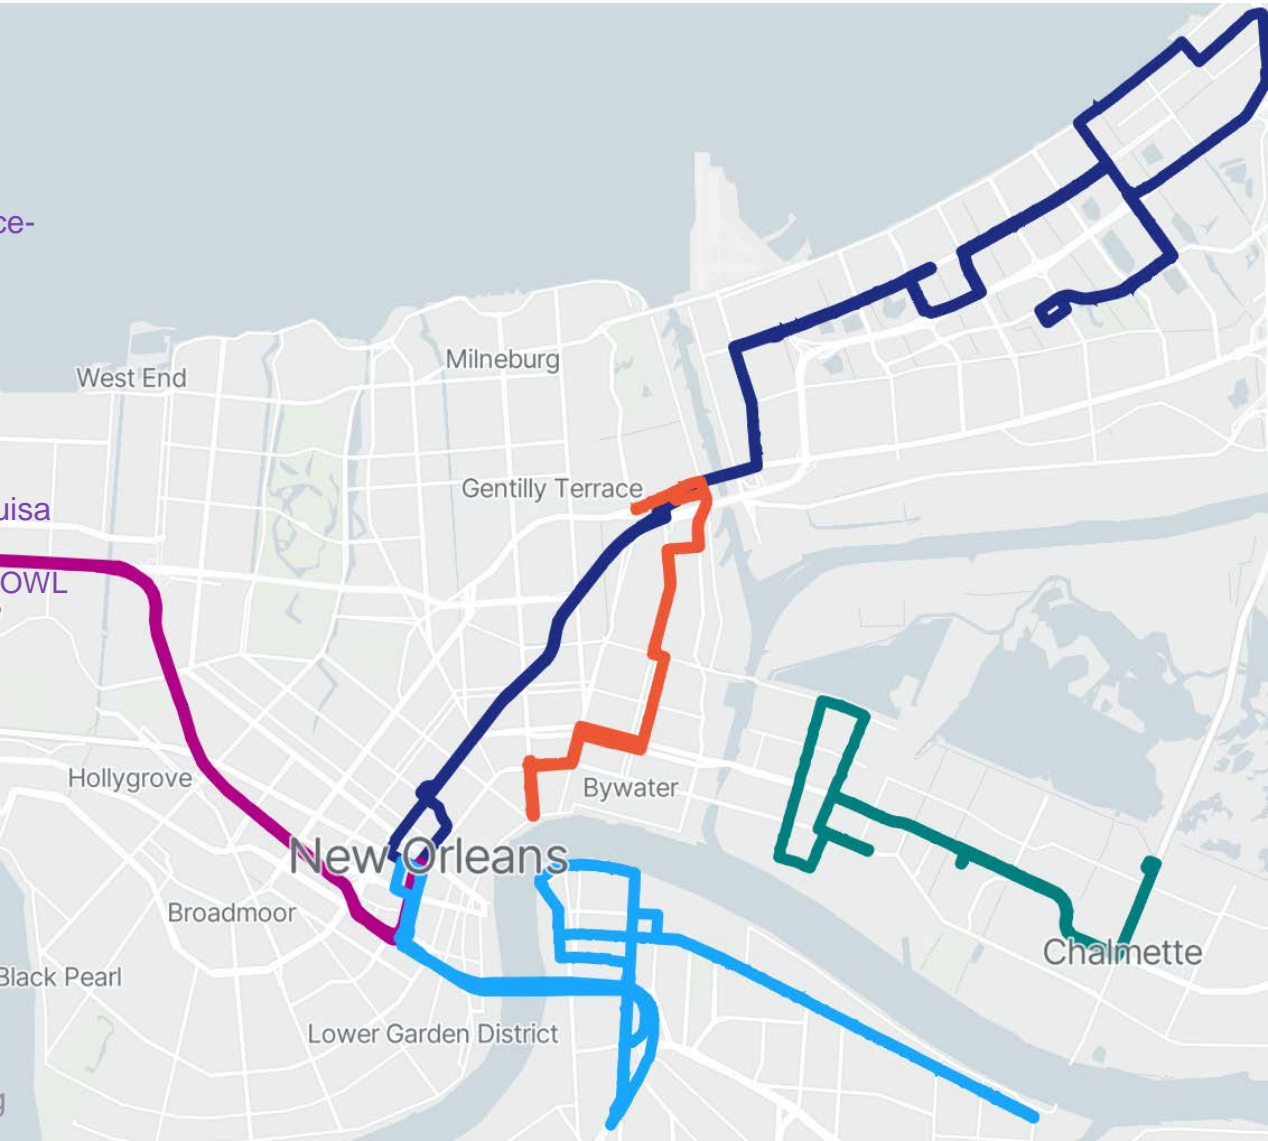 ce-
Milneburg
West End
Gentilly Terrace
uisa
OWL
Hollygrove
Bywater
New Orleans
Broadmoor
Chalmette
Black Pearl
Lower Garden District
g